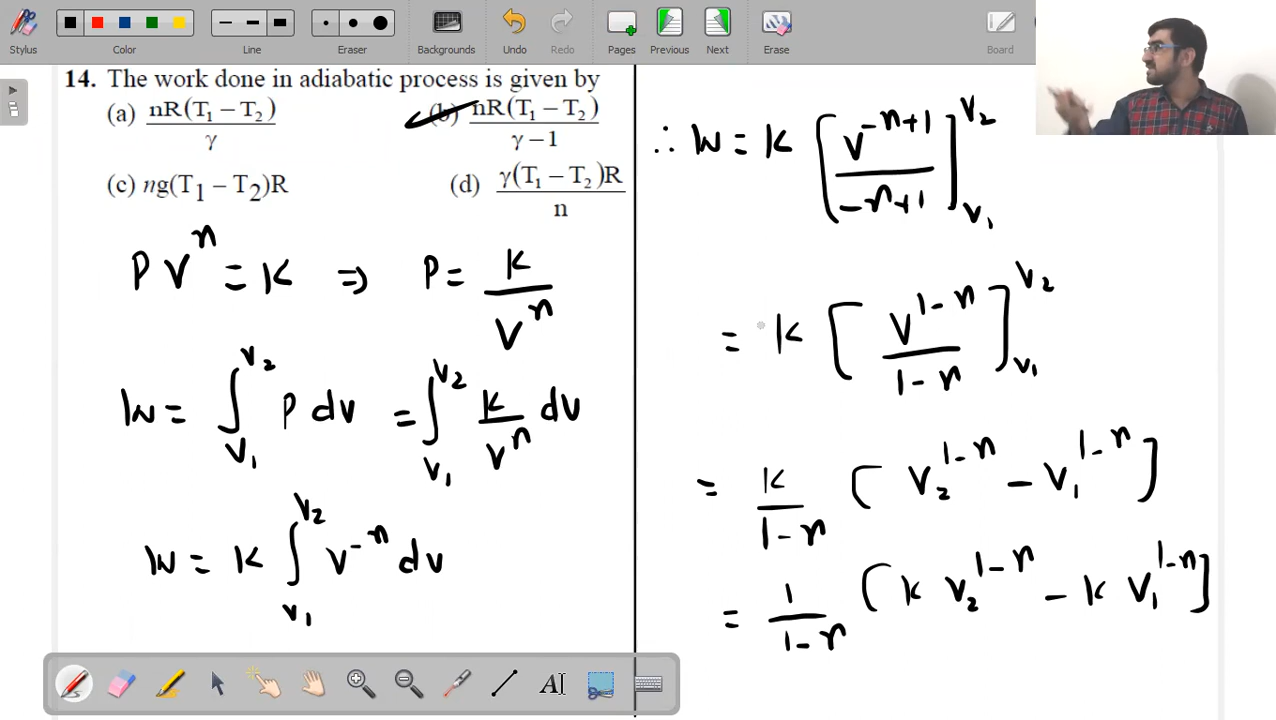 Stylus Color Line Eraser Backgrounds Undo Redo Pages Previous Next Erase Board
14. The work done in adiabatic process is given by
(a) nR(T₁ − T₂) / γ (b) nR(T₁ − T₂) / γ − 1
(c) ng(T₁ − T₂)R (d) γ(T₁ − T₂)R / n
P Vⁿ = K ⇒ P = K / Vⁿ
W = ∫_{V₁}^{V₂} P dV = ∫_{V₁}^{V₂} K / Vⁿ dV
W = K ∫_{V₁}^{V₂} V⁻ⁿ dV
∴ W = K [ V^{-n+1} / -n+1 ]_{V₁}^{V₂}
= K [ V^{1-n} / 1-n ]_{V₁}^{V₂}
= K / 1-n [ V₂^{1-n} − V₁^{1-n} ]
= 1 / 1-n [ K V₂^{1-n} − K V₁^{1-n} ]